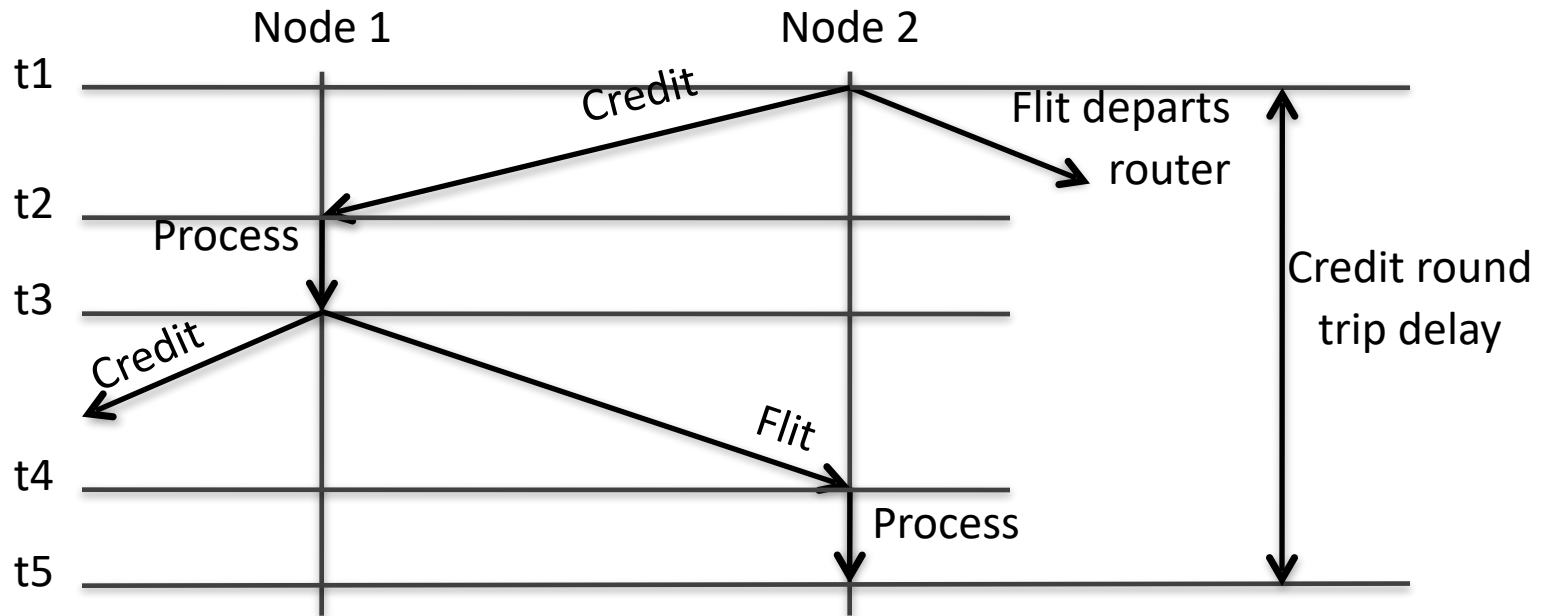 Node 1
Node 2
t1
Credit
Flit departs
router
t2
Process
Credit round
trip delay
t3
Credit
Flit
t4
Process
t5